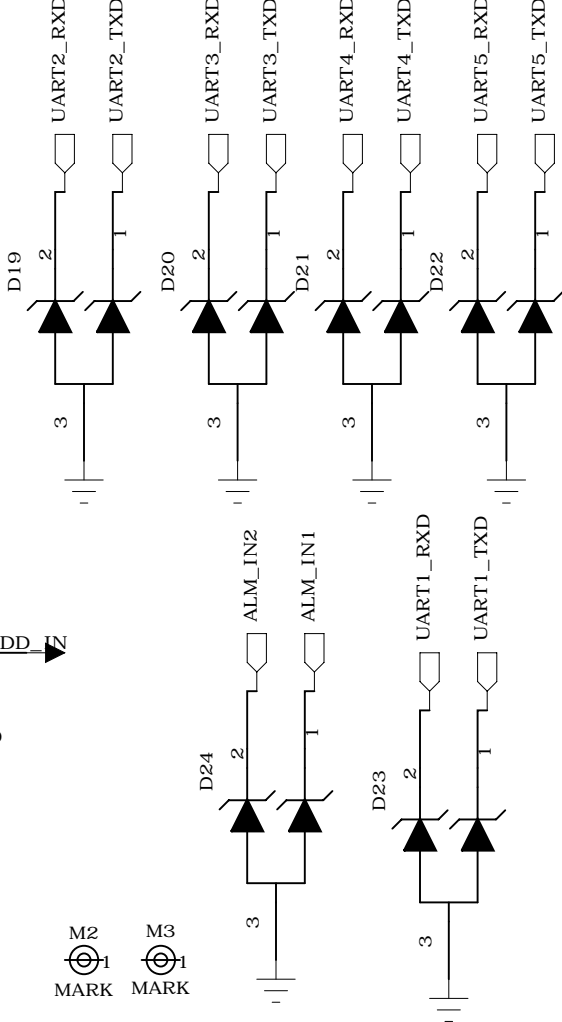 UART2_RXD
UART2_TXD
UART3_RXD
UART3_TXD
UART4_RXD
UART4_TXD
UART5_RXD
UART5_TXD
D19
2
1
D20
2
1
D21
2
1
D22
2
1
3
3
3
3
ALM_IN2
ALM_IN1
UART1_RXD
UART1_TXD
DD_IN
D24
2
1
D23
2
1
3
3
M2
1
MARK
M3
1
MARK